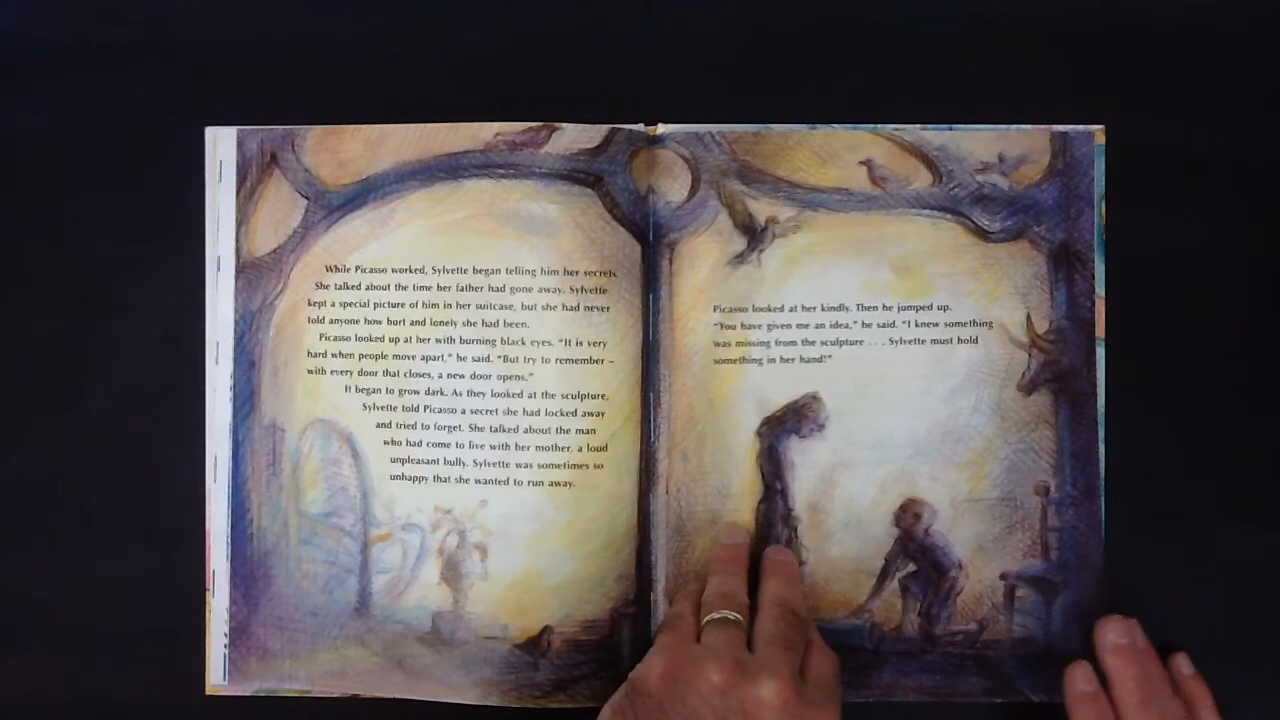 While Picasso worked, Sylvette began telling him her secrets.
She talked about the time her father had gone away. Sylvette
kept a special picture of him in her suitcase, but she had never
told anyone how hurt and lonely she had been.
Picasso looked up at her with burning black eyes. “It is very
hard when people move apart,” he said. “But try to remember –
with every door that closes, a new door opens.”
It began to grow dark. As they looked at the sculpture,
Sylvette told Picasso a secret she had locked away
and tried to forget. She talked about the man
who had come to live with her mother, a loud
unpleasant bully. Sylvette was sometimes so
unhappy that she wanted to run away.
Picasso looked at her kindly. Then he jumped up.
“You have given me an idea,” he said. “I knew something
was missing from the sculpture . . . Sylvette must hold
something in her hand!”